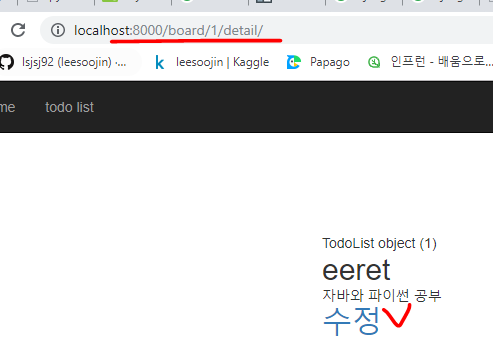 localhost:8000/board/1/detail/
lsjsj92 (leesoojin) ·...
k leesoojin | Kaggle
Papago
인프런 - 배움으로...
me todo list
TodoList object (1)
eeret
자바와 파이썬 공부
수정